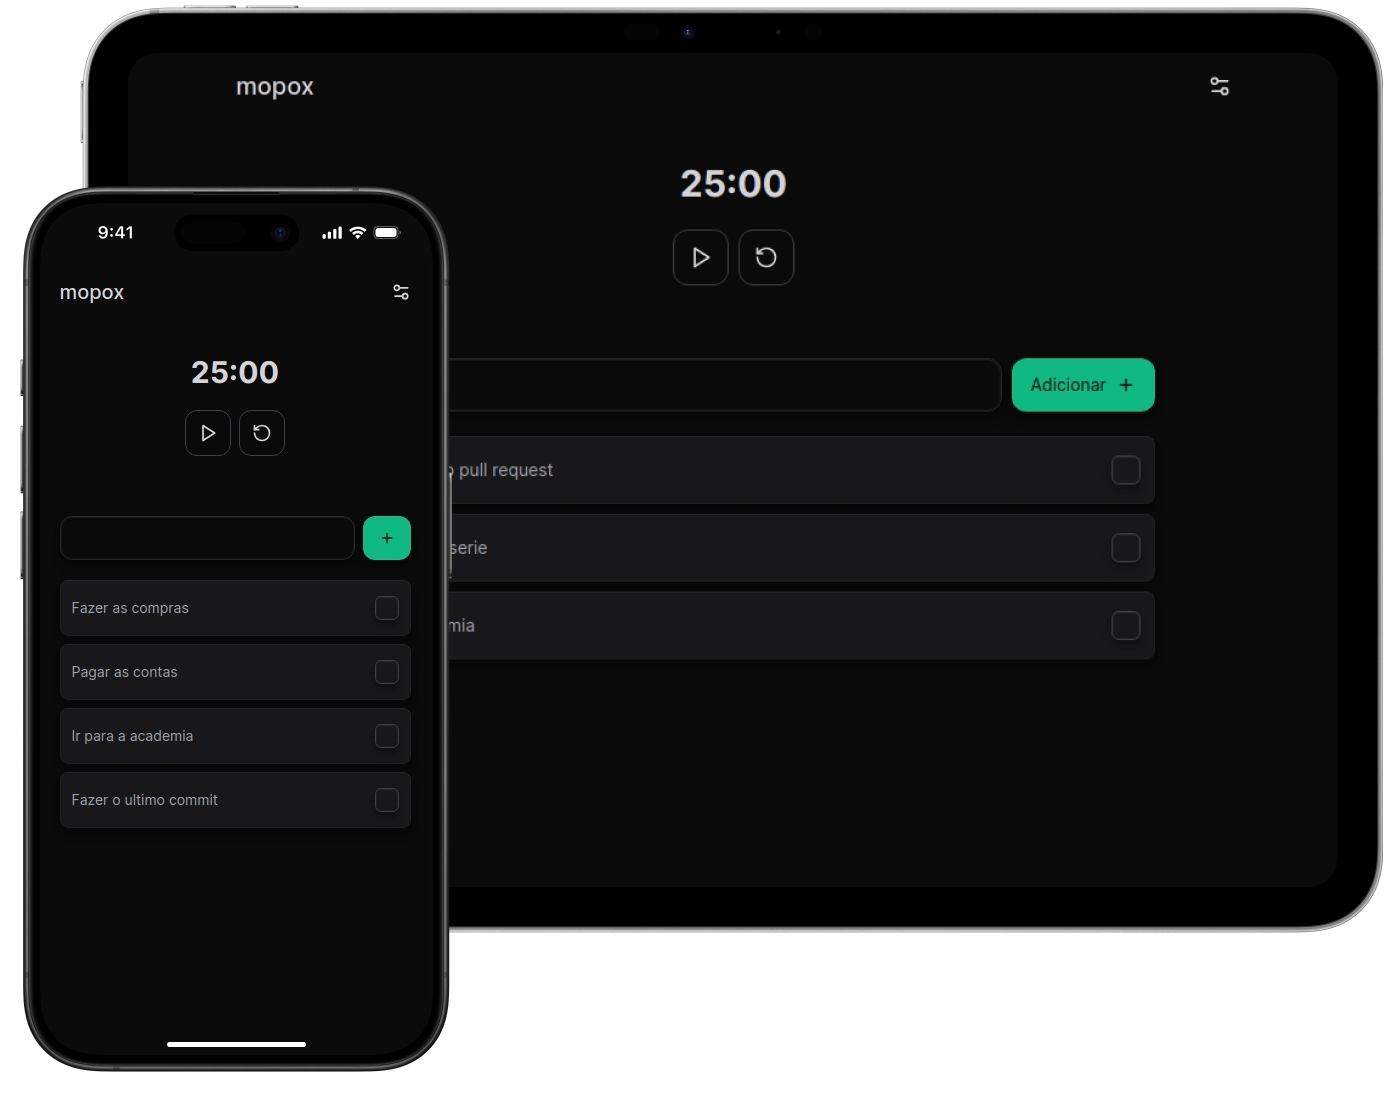 mopox
25:00
Adicionar +
pull request
serie
mia
9:41
mopox
25:00
+
Fazer as compras
Pagar as contas
Ir para a academia
Fazer o ultimo commit